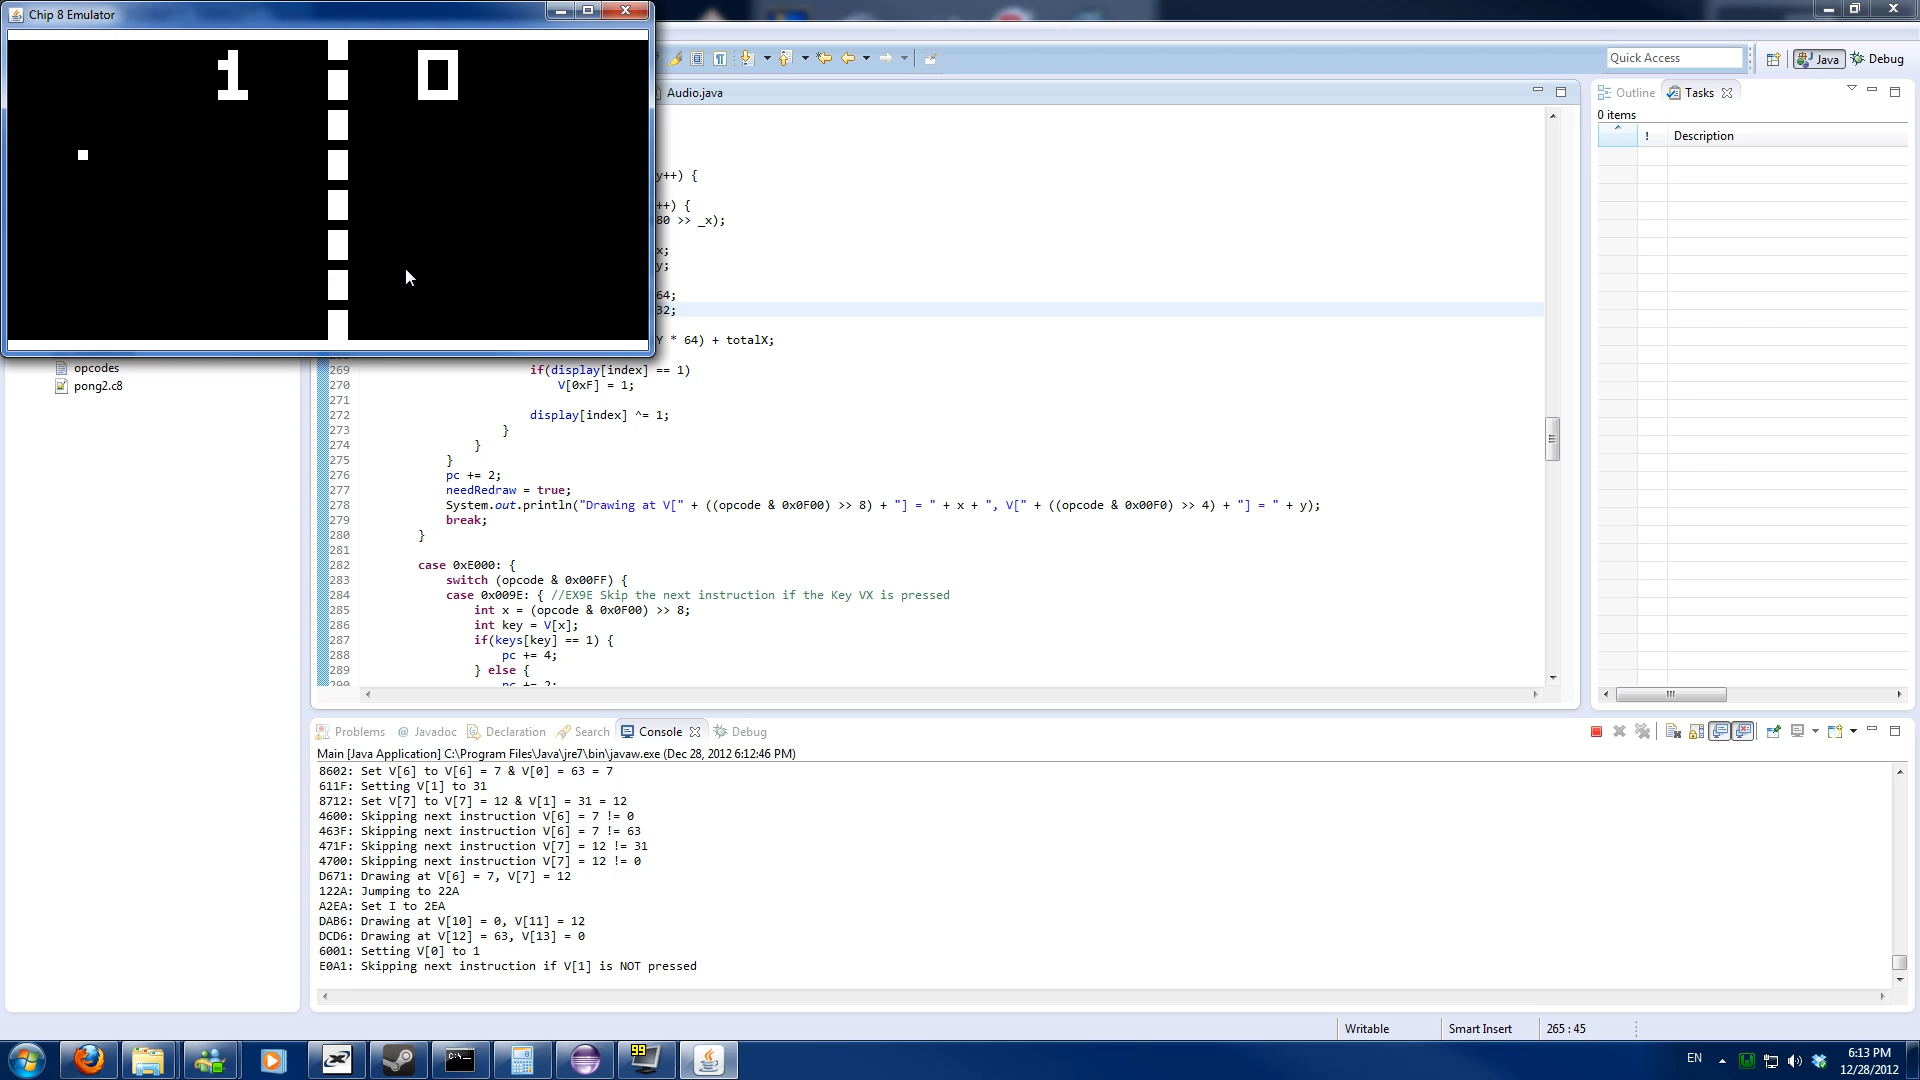 Chip 8 Emulator
1 0
Quick Access
Java
Debug
Audio.java
Outline
Tasks
0 items
! Description
y++) {
++) {
80 >> _x);
x;
y;
64;
32;
Y * 64) + totalX;
opcodes
pong2.c8
269 if(display[index] == 1)
270 V[0xF] = 1;
271
272 display[index] ^= 1;
273 }
274 }
275 }
276 pc += 2;
277 needRedraw = true;
278 System.out.println("Drawing at V[" + ((opcode & 0x0F00) >> 8) + "] = " + x + ", V[" + ((opcode & 0x00F0) >> 4) + "] = " + y);
279 break;
280 }
281
282 case 0xE000: {
283 switch (opcode & 0x00FF) {
284 case 0x009E: { //EX9E Skip the next instruction if the Key VX is pressed
285 int x = (opcode & 0x0F00) >> 8;
286 int key = V[x];
287 if(keys[key] == 1) {
288 pc += 4;
289 } else {
290 pc += 2;
Problems @ Javadoc Declaration Search Console Debug
Main [Java Application] C:\Program Files\Java\jre7\bin\javaw.exe (Dec 28, 2012 6:12:46 PM)
8602: Set V[6] to V[6] = 7 & V[0] = 63 = 7
611F: Setting V[1] to 31
8712: Set V[7] to V[7] = 12 & V[1] = 31 = 12
4600: Skipping next instruction V[6] = 7 != 0
463F: Skipping next instruction V[6] = 7 != 63
471F: Skipping next instruction V[7] = 12 != 31
4700: Skipping next instruction V[7] = 12 != 0
D671: Drawing at V[6] = 7, V[7] = 12
122A: Jumping to 22A
A2EA: Set I to 2EA
DAB6: Drawing at V[10] = 0, V[11] = 12
DCD6: Drawing at V[12] = 63, V[13] = 0
6001: Setting V[0] to 1
E0A1: Skipping next instruction if V[1] is NOT pressed
Writable
Smart Insert
265 : 45
C:\_
99
EN
6:13 PM
12/28/2012